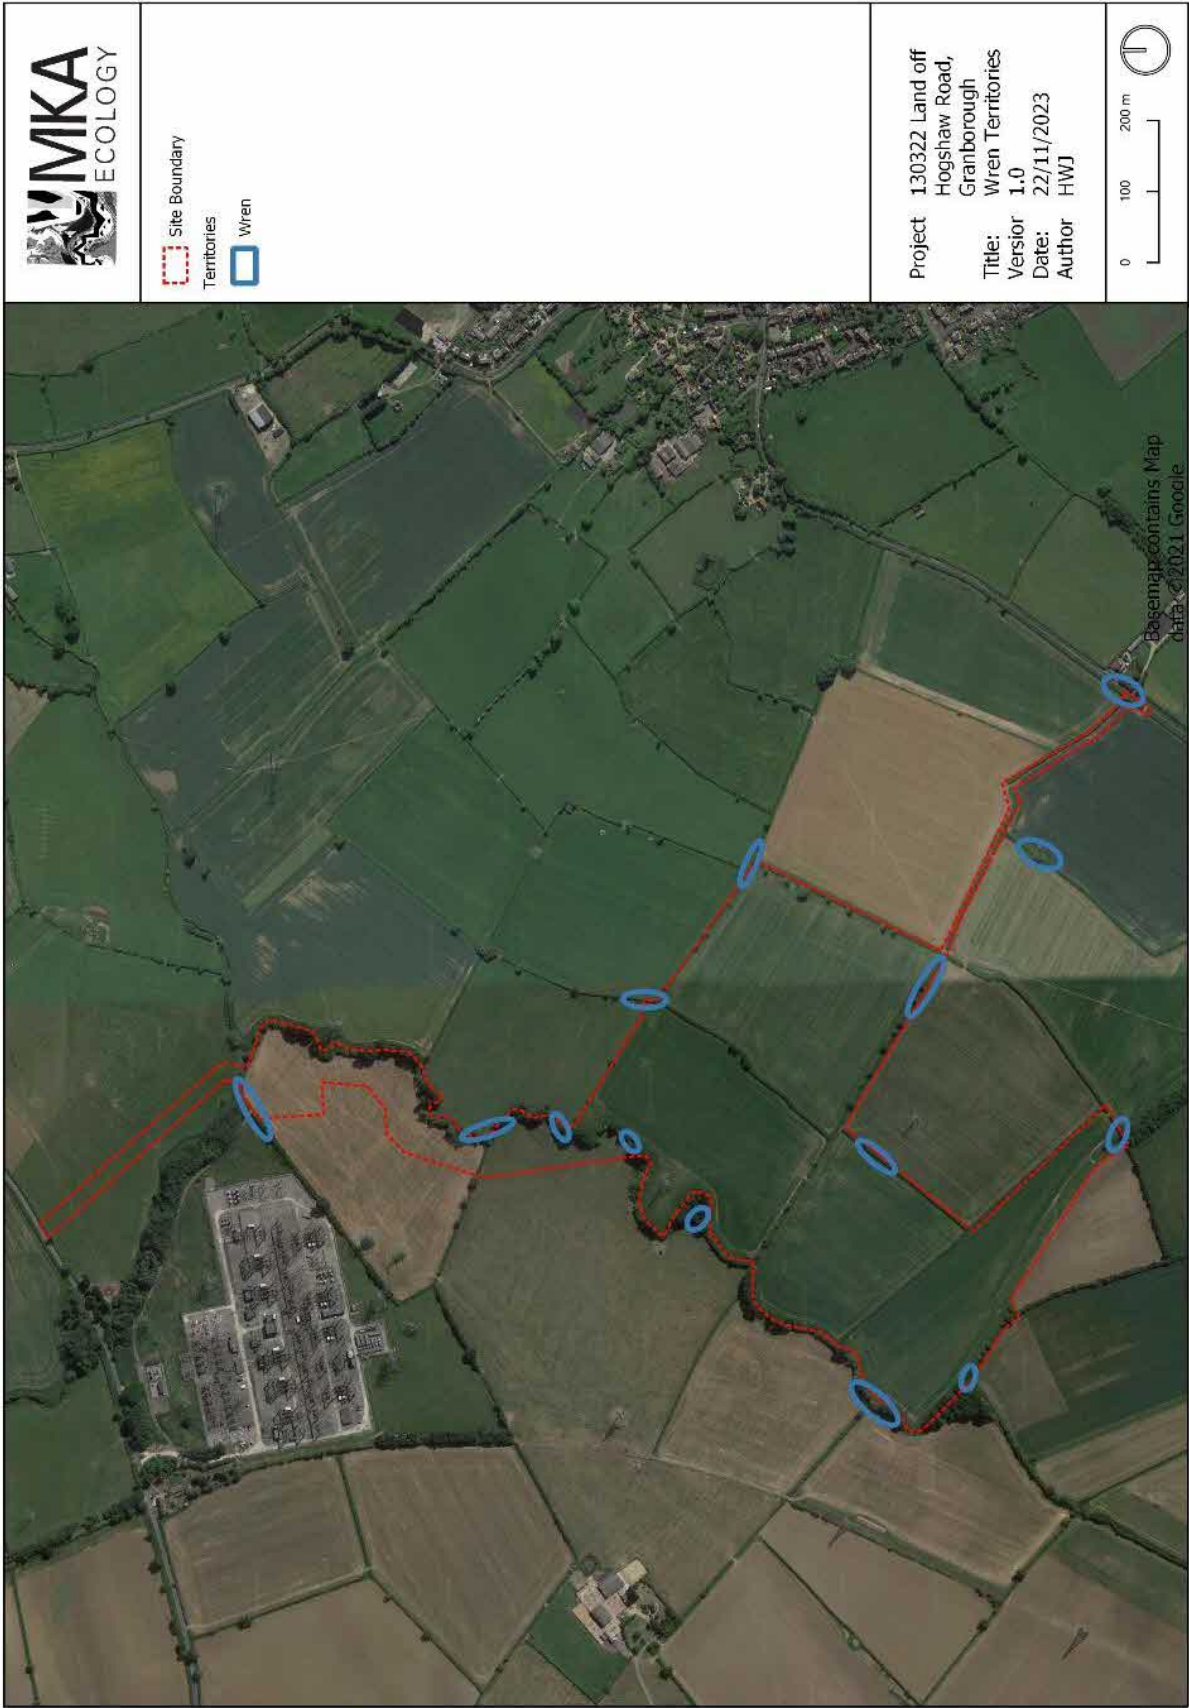 MKA
ECOLOGY
Site Boundary
Territories
Wren
Project 130322 Land off
Hogshaw Road,
Granborough
Title: Wren Territories
Versior 1.0
Date: 22/11/2023
Author HWJ
0 100 200 m
Basemap contains Map
data: ©2021 Google